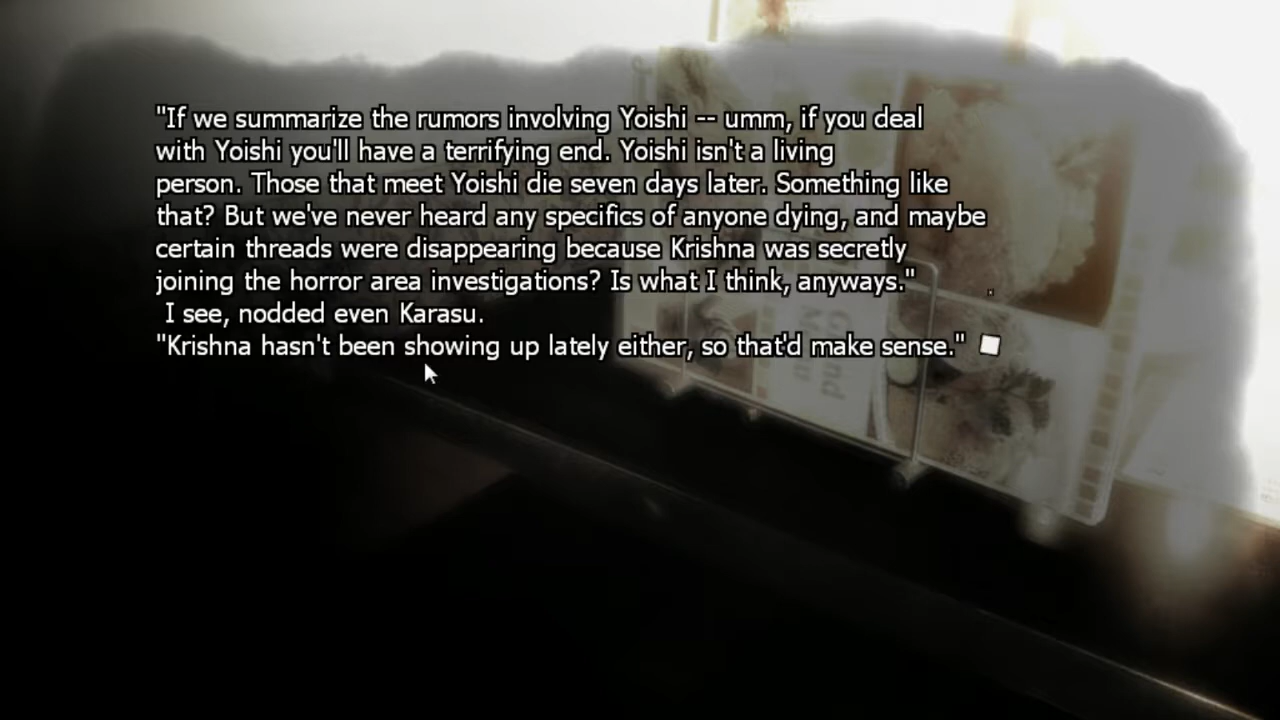 "If we summarize the rumors involving Yoishi -- umm, if you deal
with Yoishi you'll have a terrifying end. Yoishi isn't a living
person. Those that meet Yoishi die seven days later. Something like
that? But we've never heard any specifics of anyone dying, and maybe
certain threads were disappearing because Krishna was secretly
joining the horror area investigations? Is what I think, anyways."
I see, nodded even Karasu.
"Krishna hasn't been showing up lately either, so that'd make sense."